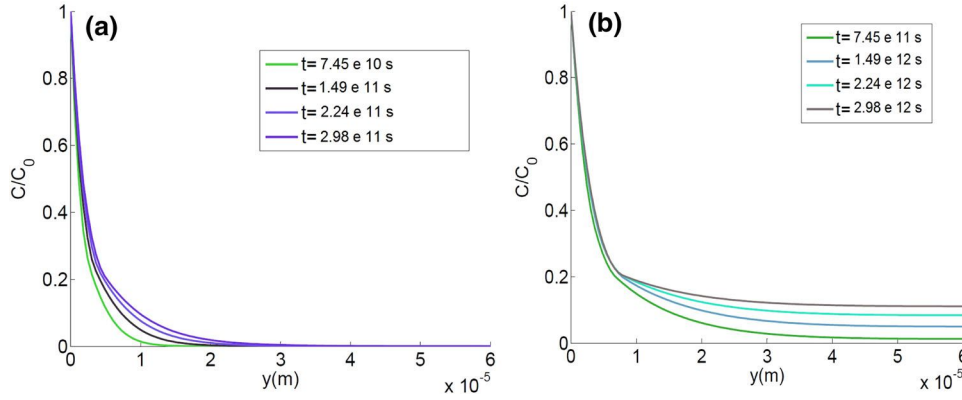 (a)
t= 7.45 e 10 s
t= 1.49 e 11 s
t= 2.24 e 11 s
t= 2.98 e 11 s
C/C0
1
0.8
0.6
0.4
0.2
0
0 1 2 3 4 5 6
y(m)
x 10-5
(b)
t= 7.45 e 11 s
t= 1.49 e 12 s
t= 2.24 e 12 s
t= 2.98 e 12 s
C/C0
1
0.8
0.6
0.4
0.2
0
0 1 2 3 4 5 6
y(m)
x 10-5